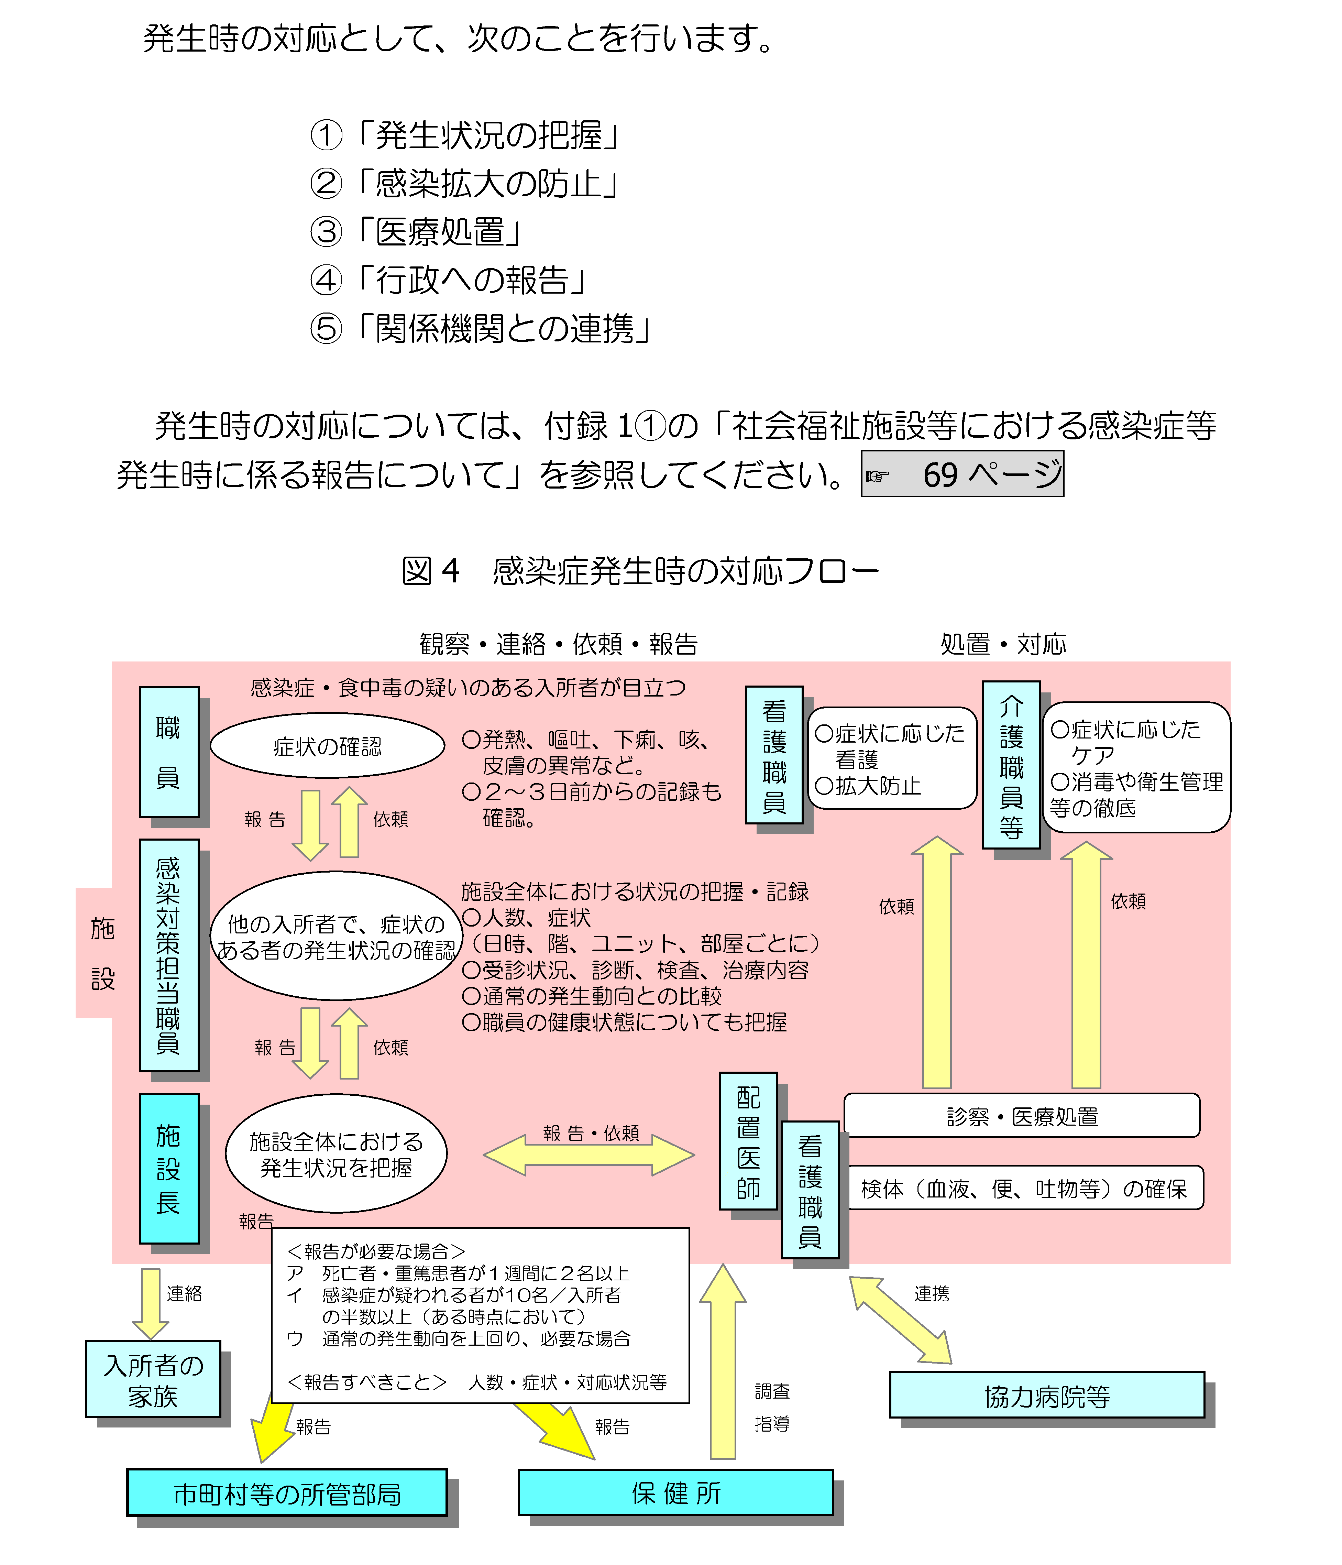 発生時の対応として、次のことを行います。
①「発生状況の把握」
②「感染拡大の防止」
③「医療処置」
④「行政への報告」
⑤「関係機関との連携」
発生時の対応については、付録1①の「社会福祉施設等における感染症等
発生時に係る報告について」を参照してください。☞ 69ページ
図4 感染症発生時の対応フロー
観察・連絡・依頼・報告
処置・対応
職員
感染症・食中毒の疑いのある入所者が目立つ
症状の確認
○発熱、嘔吐、下痢、咳、
皮膚の異常など。
○2～3日前からの記録も
確認。
報告
依頼
看護職員
○症状に応じた
看護
○拡大防止
介護職員等
○症状に応じた
ケア
○消毒や衛生管理
等の徹底
施設
感染対策担当職員
他の入所者で、症状の
ある者の発生状況の確認
施設全体における状況の把握・記録
○人数、症状
（日時、階、ユニット、部屋ごとに）
○受診状況、診断、検査、治療内容
○通常の発生動向との比較
○職員の健康状態についても把握
依頼
依頼
報告
依頼
施設長
施設全体における
発生状況を把握
報告・依頼
配置医師
看護職員
診察・医療処置
検体（血液、便、吐物等）の確保
報告
＜報告が必要な場合＞
ア 死亡者・重篤患者が1週間に2名以上
イ 感染症が疑われる者が10名／入所者
の半数以上（ある時点において）
ウ 通常の発生動向を上回り、必要な場合
＜報告すべきこと＞ 人数・症状・対応状況等
連絡
入所者の
家族
報告
報告
調査
指導
連携
協力病院等
市町村等の所管部局
保健所